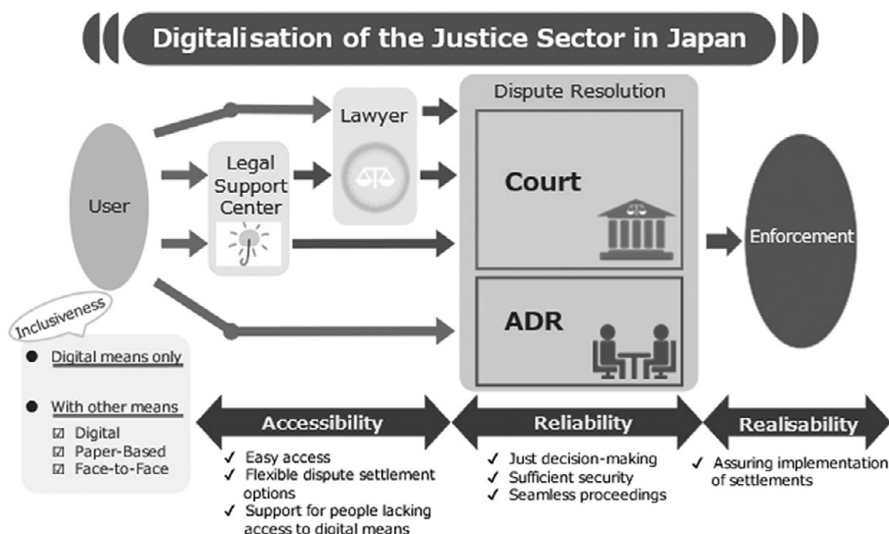 Digitalisation of the Justice Sector in Japan
User
Legal
Support
Center
Lawyer
Dispute Resolution
Court
ADR
Enforcement
Inclusiveness
● Digital means only
● With other means
☑ Digital
☑ Paper-Based
☑ Face-to-Face
Accessibility
✓ Easy access
✓ Flexible dispute settlement
options
✓ Support for people lacking
access to digital means
Reliability
✓ Just decision-making
✓ Sufficient security
✓ Seamless proceedings
Realisability
✓ Assuring implementation
of settlements